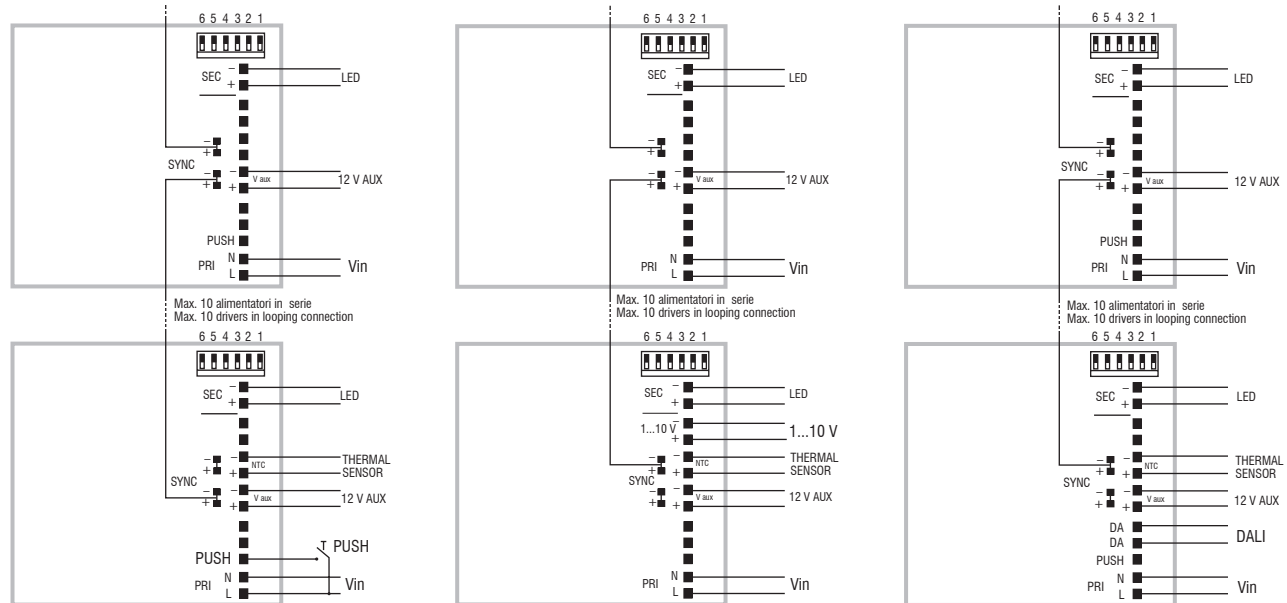 6 5 4 3 2 1
SEC
−
+
LED
−
+
SYNC
−
+
−
+
V aux
12 V AUX
PUSH
PRI
N
L
Vin
Max. 10 alimentatori in serie
Max. 10 drivers in looping connection
6 5 4 3 2 1
SEC
−
+
LED
−
+
SYNC
−
+
−
+
NTC
THERMAL
SENSOR
−
+
V aux
12 V AUX
PUSH
PUSH
PRI
N
L
Vin
6 5 4 3 2 1
SEC
−
+
LED
−
+
−
+
−
+
V aux
12 V AUX
PRI
N
L
Vin
Max. 10 alimentatori in serie
Max. 10 drivers in looping connection
6 5 4 3 2 1
SEC
−
+
LED
1...10 V
−
+
1...10 V
−
+
SYNC
−
+
−
+
NTC
THERMAL
SENSOR
−
+
V aux
12 V AUX
PRI
N
L
Vin
6 5 4 3 2 1
SEC
−
+
LED
−
+
SYNC
−
+
−
+
V aux
12 V AUX
PUSH
PRI
N
L
Vin
Max. 10 alimentatori in serie
Max. 10 drivers in looping connection
6 5 4 3 2 1
SEC
−
+
LED
−
+
SYNC
−
+
−
+
NTC
THERMAL
SENSOR
−
+
V aux
12 V AUX
DA
DA
DALI
PUSH
PRI
N
L
Vin